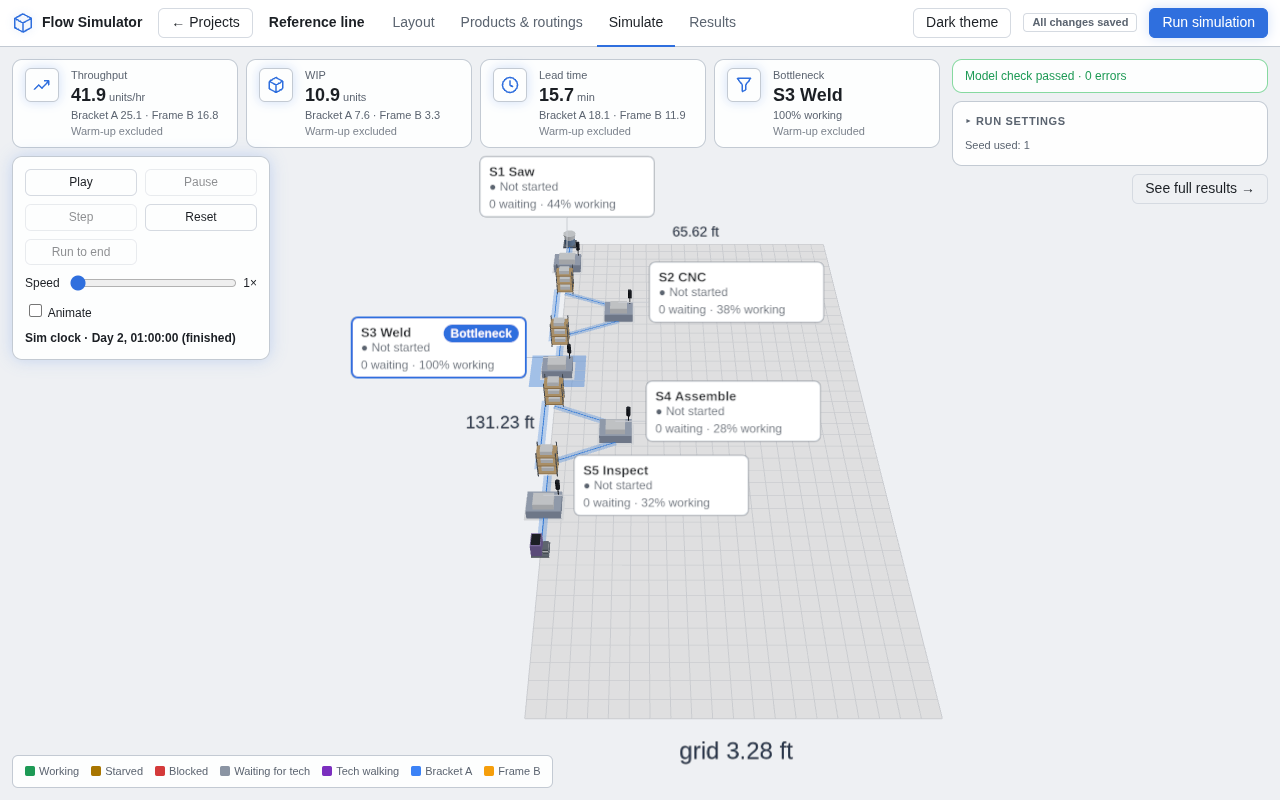 Flow Simulator
← Projects
Reference line
Layout
Products & routings
Simulate
Results
Dark theme
All changes saved
Run simulation
Throughput
41.9 units/hr
Bracket A 25.1 · Frame B 16.8
Warm-up excluded
WIP
10.9 units
Bracket A 7.6 · Frame B 3.3
Warm-up excluded
Lead time
15.7 min
Bracket A 18.1 · Frame B 11.9
Warm-up excluded
Bottleneck
S3 Weld
100% working
Warm-up excluded
Model check passed · 0 errors
▸ RUN SETTINGS
Seed used: 1
See full results →
Play
Pause
Step
Reset
Run to end
Speed
1×
Animate
Sim clock · Day 2, 01:00:00 (finished)
S1 Saw
● Not started
0 waiting · 44% working
65.62 ft
S2 CNC
● Not started
0 waiting · 38% working
S3 Weld
Bottleneck
● Not started
0 waiting · 100% working
S4 Assemble
● Not started
0 waiting · 28% working
131.23 ft
S5 Inspect
● Not started
0 waiting · 32% working
grid 3.28 ft
Working
Starved
Blocked
Waiting for tech
Tech walking
Bracket A
Frame B